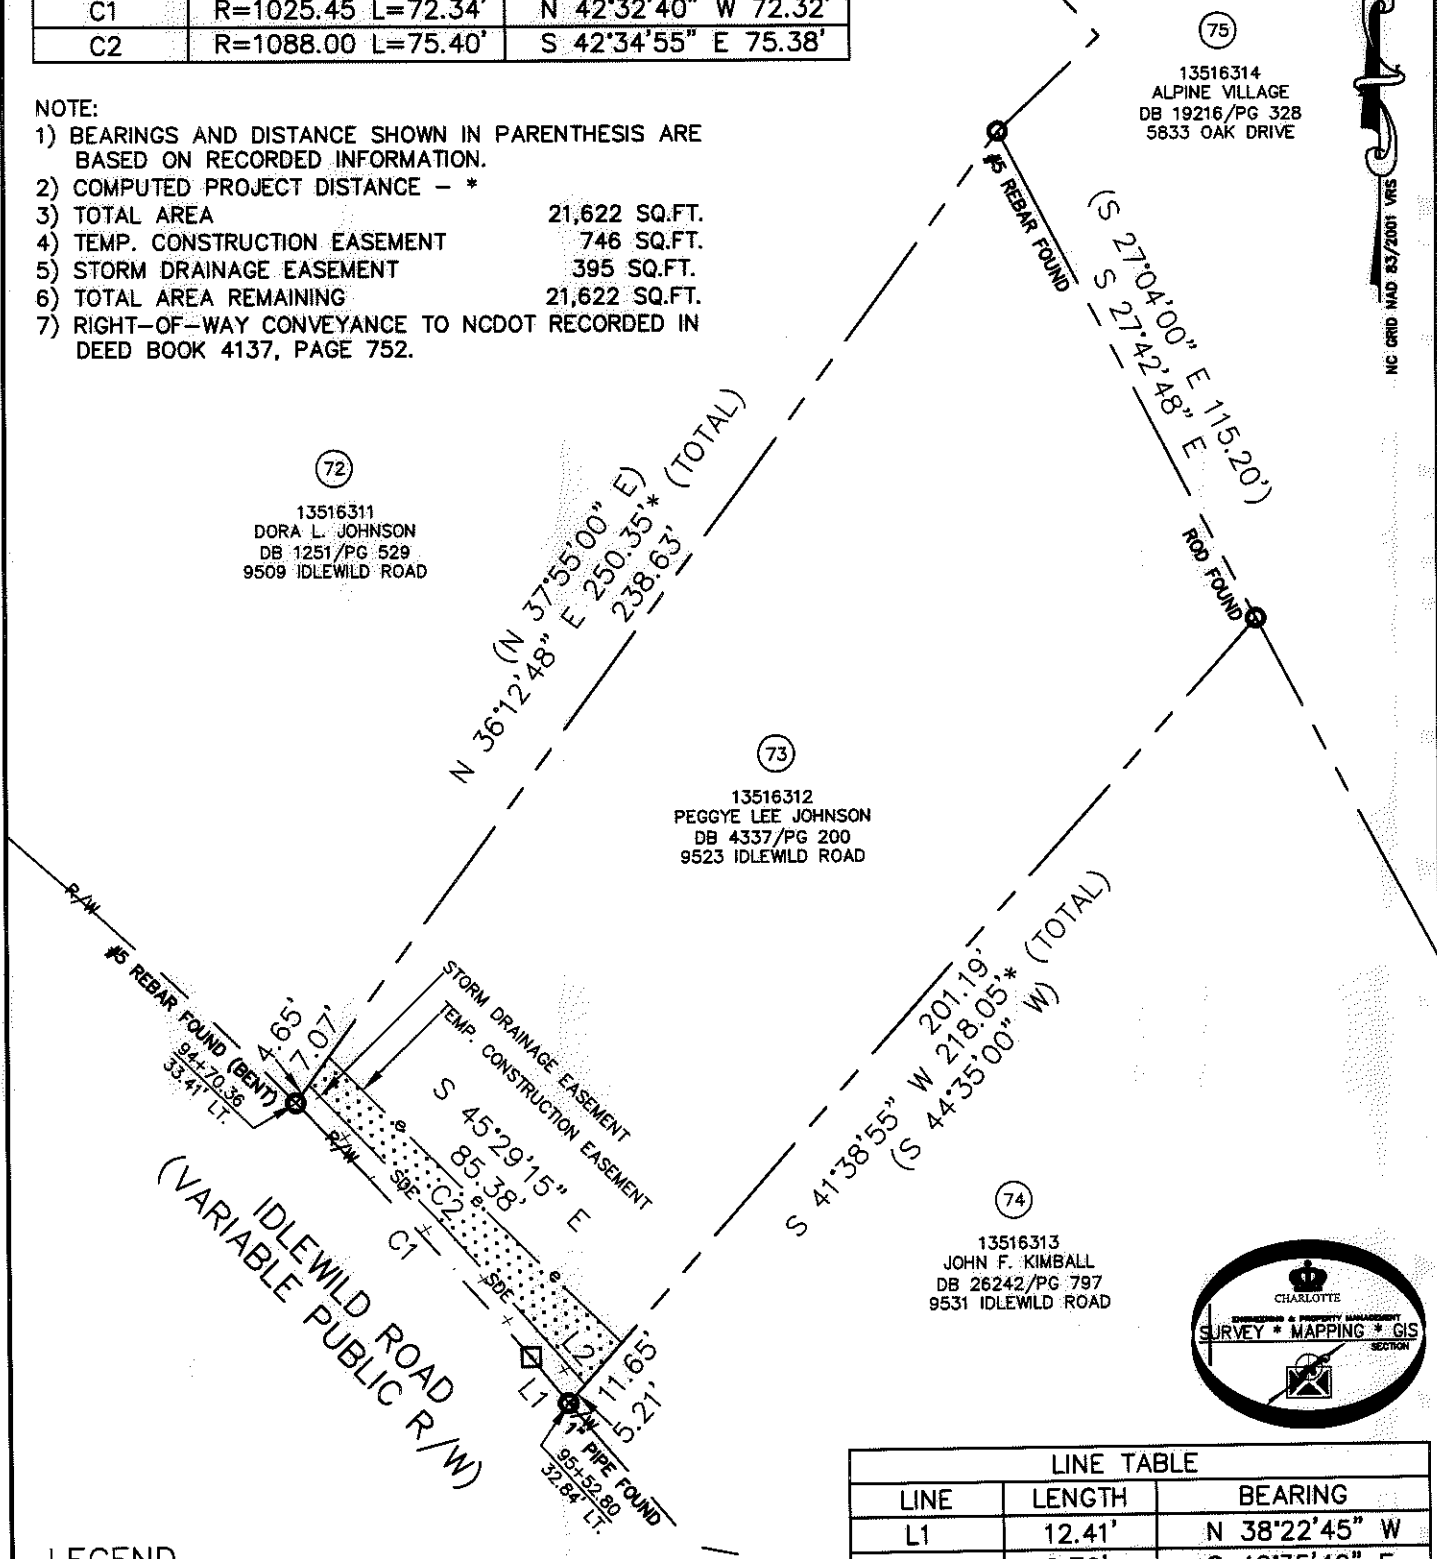 C1 R=1025.45 L=72.34' N 42°32'40" W 72.32'
C2 R=1088.00 L=75.40' S 42°34'55" E 75.38'
NOTE:
1) BEARINGS AND DISTANCE SHOWN IN PARENTHESIS ARE
BASED ON RECORDED INFORMATION.
2) COMPUTED PROJECT DISTANCE – *
3) TOTAL AREA 21,622 SQ.FT.
4) TEMP. CONSTRUCTION EASEMENT 746 SQ.FT.
5) STORM DRAINAGE EASEMENT 395 SQ.FT.
6) TOTAL AREA REMAINING 21,622 SQ.FT.
7) RIGHT–OF–WAY CONVEYANCE TO NCDOT RECORDED IN
DEED BOOK 4137, PAGE 752.
75
13516314
ALPINE VILLAGE
DB 19216/PG 328
5833 OAK DRIVE
NC GRID NAD 83/2001 VRS
#5 REBAR FOUND
(S 27°04'00" E 115.20')
S 27°42'48" E
ROD FOUND
72
13516311
DORA L. JOHNSON
DB 1251/PG 529
9509 IDLEWILD ROAD
(N 37°55'00" E)
N 36°12'48" E 250.35'* (TOTAL)
238.63'
73
13516312
PEGGYE LEE JOHNSON
DB 4337/PG 200
9523 IDLEWILD ROAD
201.19'
S 41°38'55" W 218.05'* (TOTAL)
(S 44°35'00" W)
R/W
#5 REBAR FOUND (BENT)
94+70.36
33.41' LT.
4.65'
7.07'
STORM DRAINAGE EASEMENT
TEMP. CONSTRUCTION EASEMENT
S 45°29'15" E
85.38'
e
e
e
R/W
SDE
C2
C1
SDE
L2
L1
11.65'
5.21'
R/W
1" PIPE FOUND
95+52.80
32.84' LT.
IDLEWILD ROAD
(VARIABLE PUBLIC R/W)
74
13516313
JOHN F. KIMBALL
DB 26242/PG 797
9531 IDLEWILD ROAD
CHARLOTTE
ENGINEERING & PROPERTY MANAGEMENT
SURVEY * MAPPING * GIS
SECTION
LINE TABLE
LINE LENGTH BEARING
L1 12.41' N 38°22'45" W
LEGEND